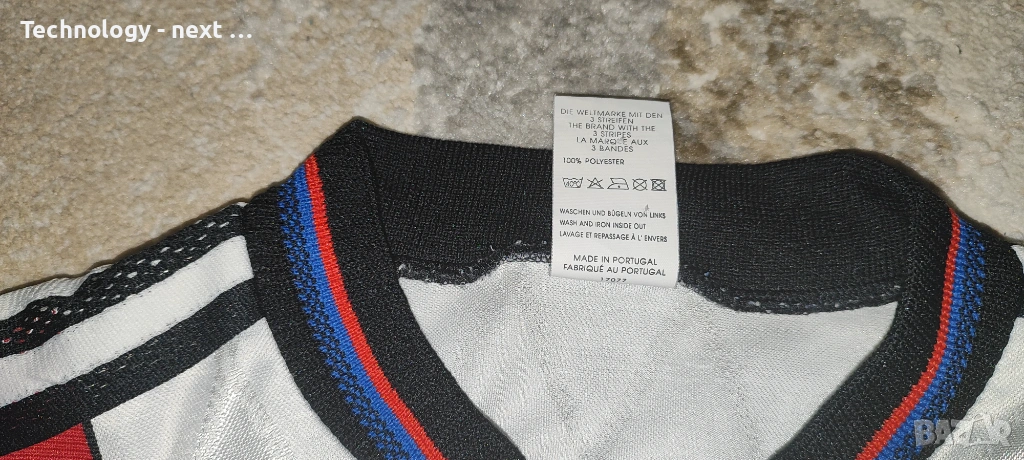 Technology - next ...
DIE WELTMARKE MIT DEN
3 STREIFEN
THE BRAND WITH THE
3 STRIPES
LA MARQUE AUX
3 BANDES
100% POLYESTER
40°
WASCHEN UND BÜGELN VON LINKS
WASH AND IRON INSIDE OUT
LAVAGE ET REPASSAGE À L'ENVERS
MADE IN PORTUGAL
FABRIQUÉ AU PORTUGAL
BAZAR